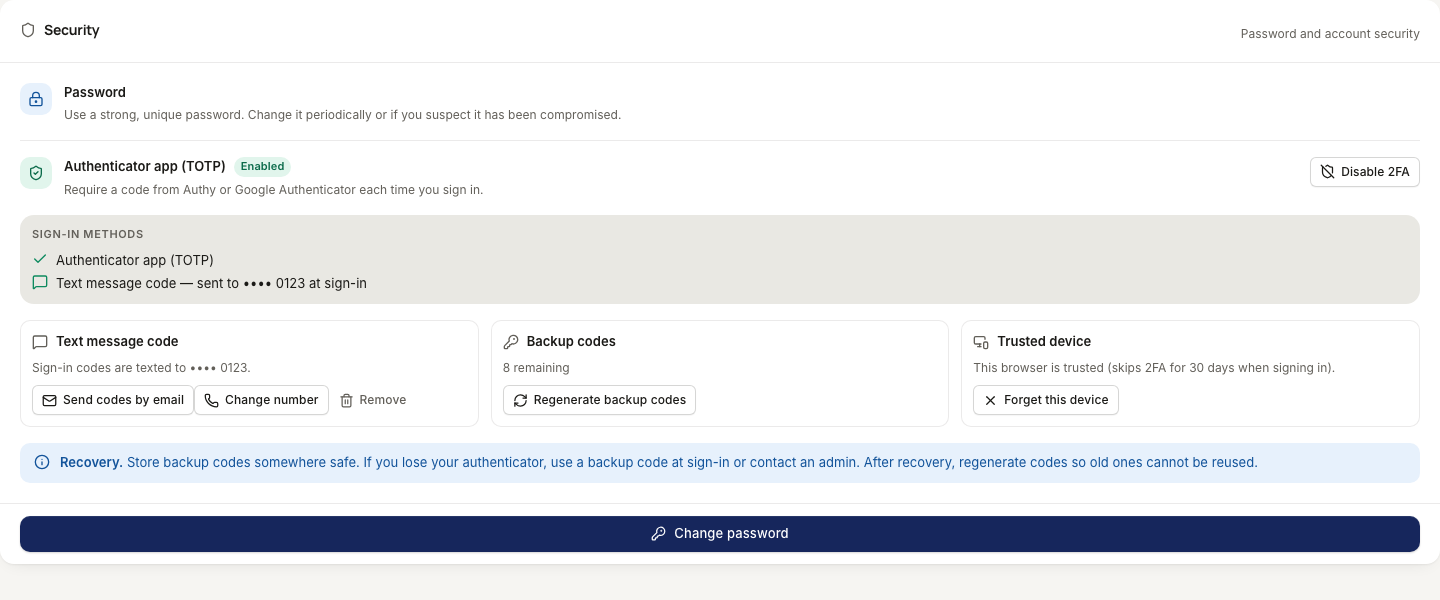 Security
Password and account security
Password
Use a strong, unique password. Change it periodically or if you suspect it has been compromised.
Authenticator app (TOTP) Enabled
Disable 2FA
Require a code from Authy or Google Authenticator each time you sign in.
SIGN-IN METHODS
Authenticator app (TOTP)
Text message code — sent to •••• 0123 at sign-in
Text message code
Sign-in codes are texted to •••• 0123.
Send codes by email Change number Remove
Backup codes
8 remaining
Regenerate backup codes
Trusted device
This browser is trusted (skips 2FA for 30 days when signing in).
Forget this device
Recovery. Store backup codes somewhere safe. If you lose your authenticator, use a backup code at sign-in or contact an admin. After recovery, regenerate codes so old ones cannot be reused.
Change password